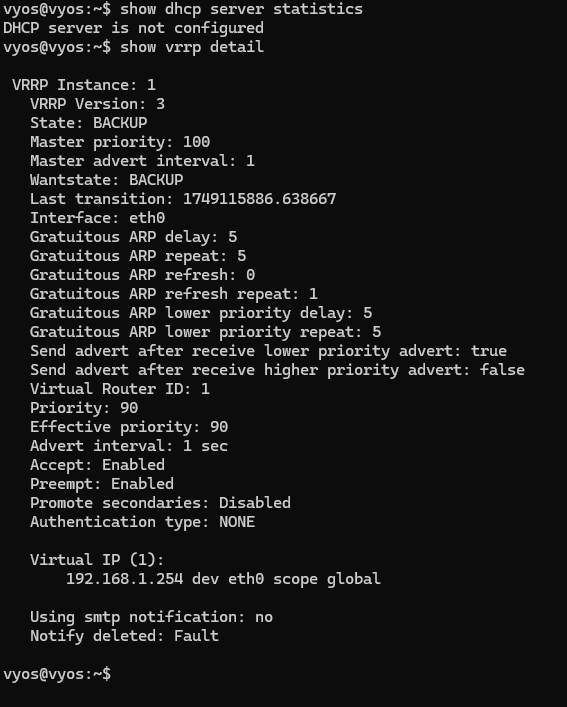 vyos@vyos:~$ show dhcp server statistics
DHCP server is not configured
vyos@vyos:~$ show vrrp detail
VRRP Instance: 1
VRRP Version: 3
State: BACKUP
Master priority: 100
Master advert interval: 1
Wantstate: BACKUP
Last transition: 1749115886.638667
Interface: eth0
Gratuitous ARP delay: 5
Gratuitous ARP repeat: 5
Gratuitous ARP refresh: 0
Gratuitous ARP refresh repeat: 1
Gratuitous ARP lower priority delay: 5
Gratuitous ARP lower priority repeat: 5
Send advert after receive lower priority advert: true
Send advert after receive higher priority advert: false
Virtual Router ID: 1
Priority: 90
Effective priority: 90
Advert interval: 1 sec
Accept: Enabled
Preempt: Enabled
Promote secondaries: Disabled
Authentication type: NONE
Virtual IP (1):
192.168.1.254 dev eth0 scope global
Using smtp notification: no
Notify deleted: Fault
vyos@vyos:~$